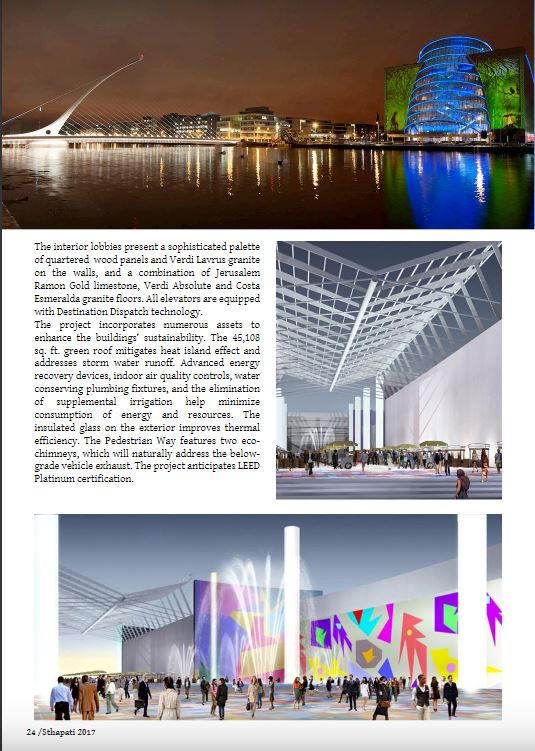 The interior lobbies present a sophisticated palette
of quartered wood panels and Verdi Lavrus granite
on the walls, and a combination of Jerusalem
Ramon Gold limestone, Verdi Absolute and Costa
Esmeralda granite floors. All elevators are equipped
with Destination Dispatch technology.
The project incorporates numerous assets to
enhance the buildings' sustainability. The 45,108
sq. ft. green roof mitigates heat island effect and
addresses storm water runoff. Advanced energy
recovery devices, indoor air quality controls, water
conserving plumbing fixtures, and the elimination
of supplemental irrigation help minimize
consumption of energy and resources. The
insulated glass on the exterior improves thermal
efficiency. The Pedestrian Way features two eco-
chimneys, which will naturally address the below-
grade vehicle exhaust. The project anticipates LEED
Platinum certification.
24 /Sthapati 2017